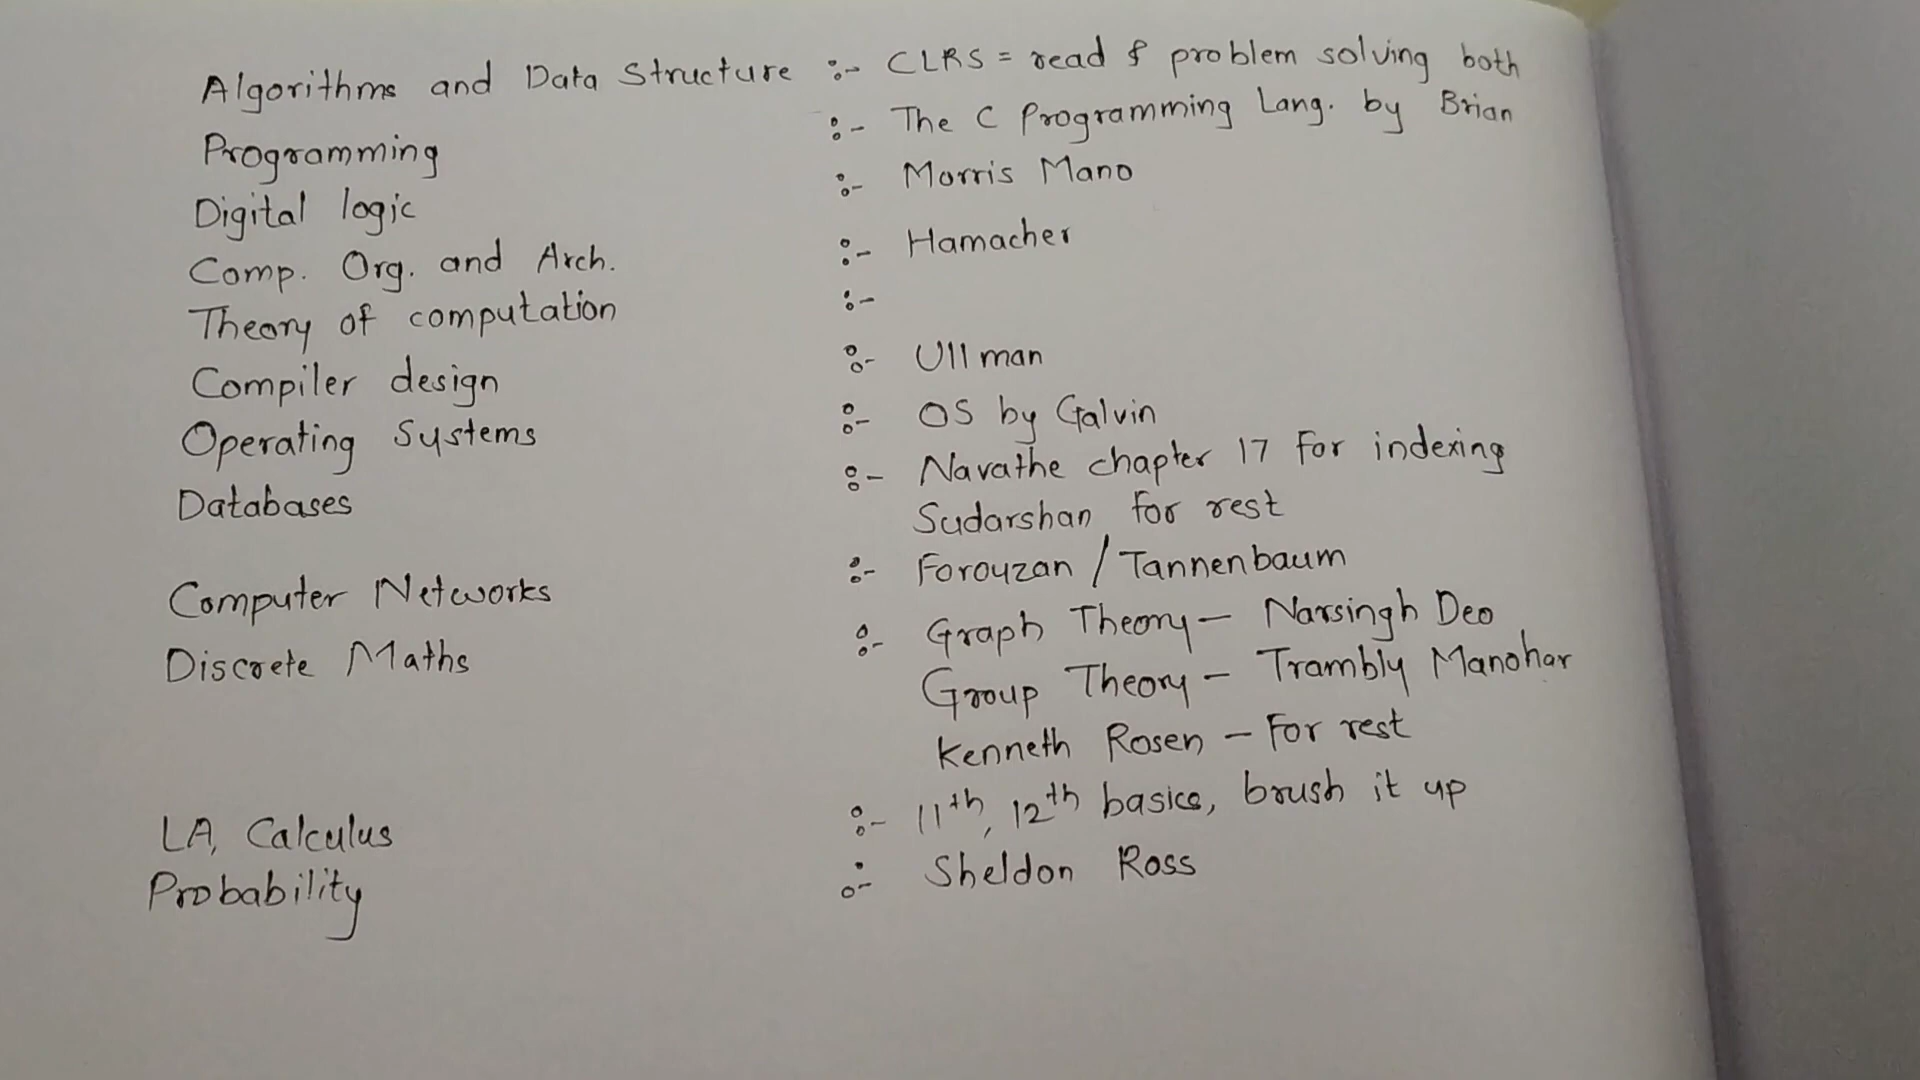 Algorithms and Data Structure :- CLRS = read & problem solving both
Programming :- The C Programming Lang. by Brian
Digital logic :- Morris Mano
Comp. Org. and Arch. :- Hamacher
Theory of computation :-
Compiler design :- Ullman
Operating Systems :- OS by Galvin
Databases :- Navathe chapter 17 for indexing
Sudarshan for rest
Computer Networks :- Forouzan / Tannenbaum
Discrete Maths :- Graph Theory - Narsingh Deo
Group Theory - Trambly Manohar
Kenneth Rosen - For rest
LA, Calculus :- 11th, 12th basics, brush it up
Probability :- Sheldon Ross